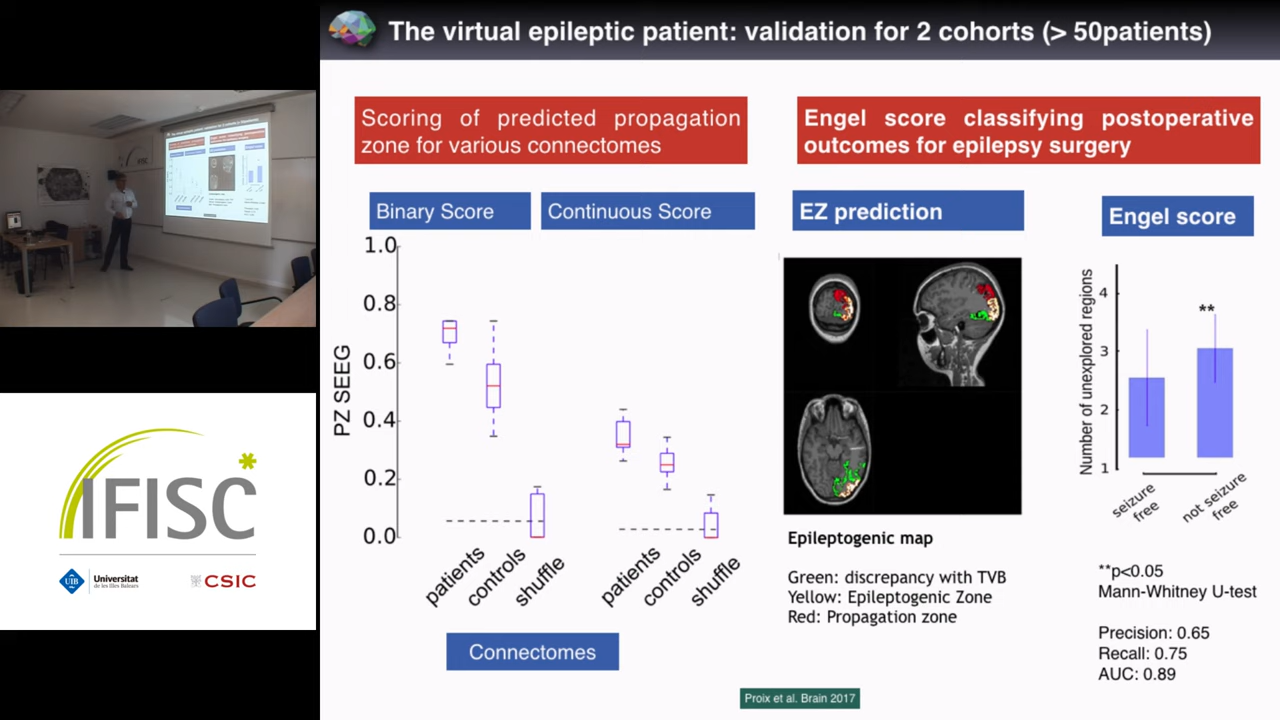 The virtual epileptic patient: validation for 2 cohorts (> 50patients)
Scoring of predicted propagation
zone for various connectomes
Engel score classifying postoperative
outcomes for epilepsy surgery
Binary Score
Continuous Score
EZ prediction
Engel score
PZ SEEG
1.0
0.8
0.6
0.4
0.2
0.0
patients
controls
shuffle
patients
controls
shuffle
Connectomes
Epileptogenic map
Green: discrepancy with TVB
Yellow: Epileptogenic Zone
Red: Propagation zone
Number of unexplored regions
4
3
2
1
**
seizure
free
not seizure
free
**p<0.05
Mann-Whitney U-test
Precision: 0.65
Recall: 0.75
AUC: 0.89
Proix et al. Brain 2017
IFISC
UIB
Universitat
de les Illes Balears
CSIC